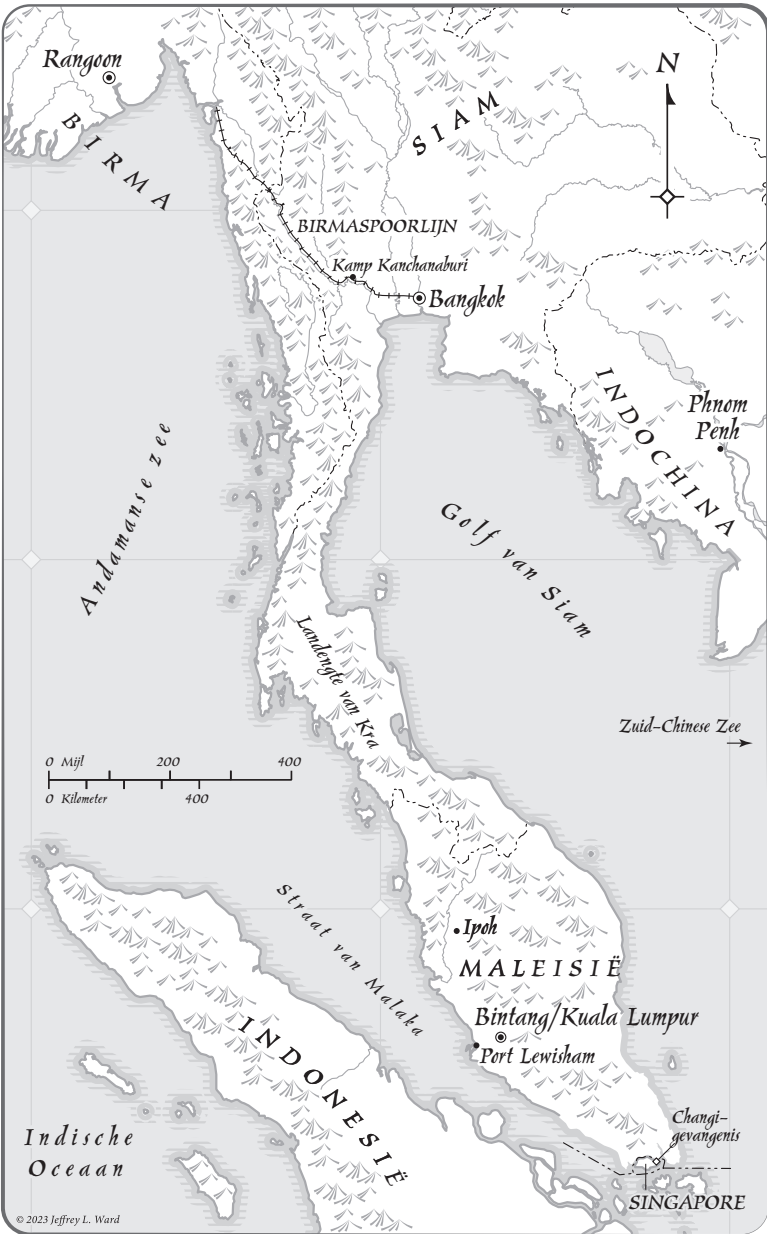 Rangoon
BIRMA
SIAM
N
BIRMASPOORLIJN
Kamp Kanchanaburi
Bangkok
INDOCHINA
Phnom
Penh
Andamanse zee
Golf van Siam
Landengte van Kra
Zuid-Chinese Zee
0 Mijl 200 400
0 Kilometer 400
Straat van Malaka
Ipoh
MALEISIË
Bintang/Kuala Lumpur
Port Lewisham
INDONESIË
Indische
Oceaan
Changi-
gevangenis
SINGAPORE
© 2023 Jeffrey L. Ward